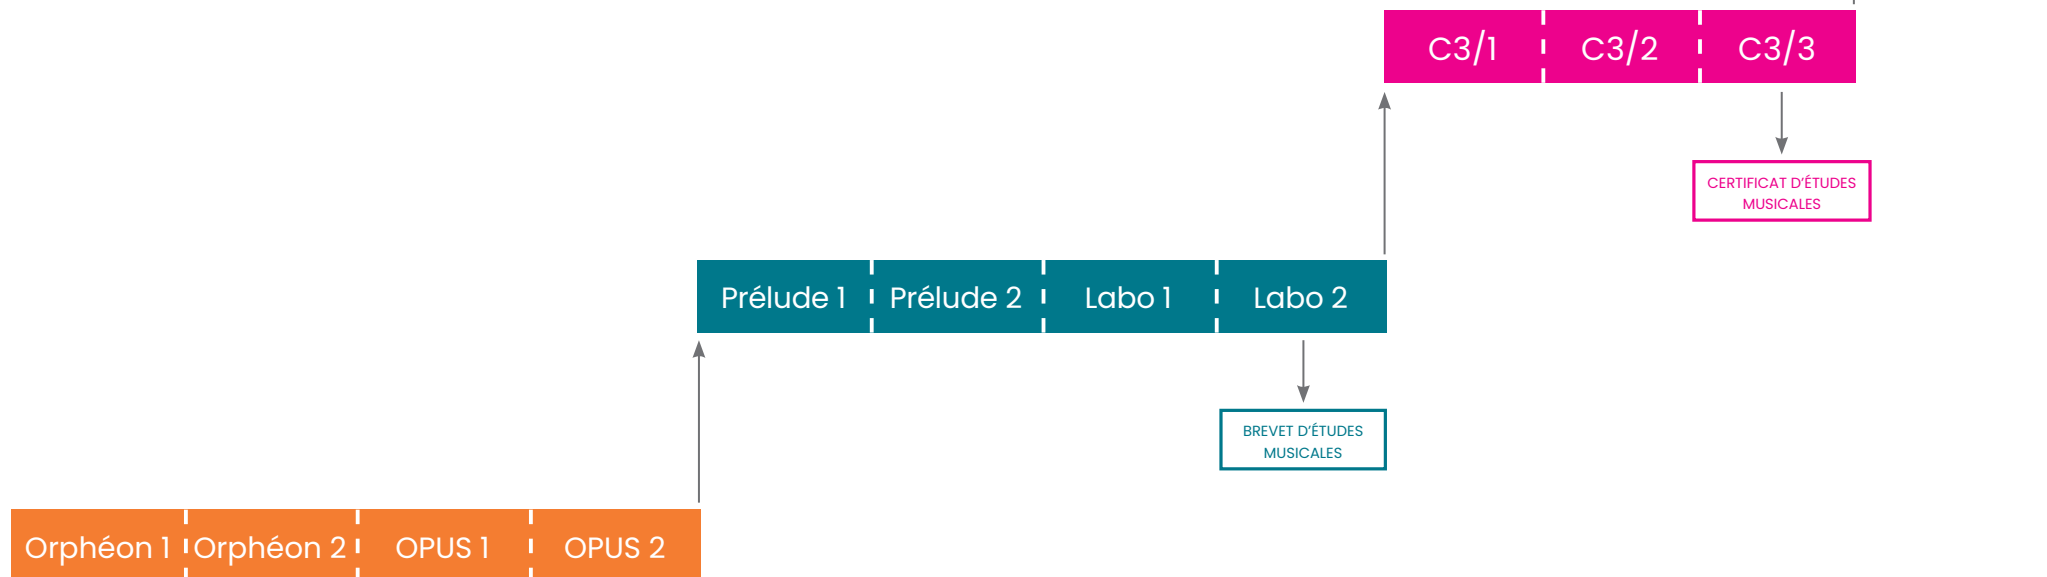 C3/1 C3/2 C3/3
CERTIFICAT D'ÉTUDES
MUSICALES
Prélude 1 Prélude 2 Labo 1 Labo 2
BREVET D'ÉTUDES
MUSICALES
Orphéon 1 Orphéon 2 OPUS 1 OPUS 2